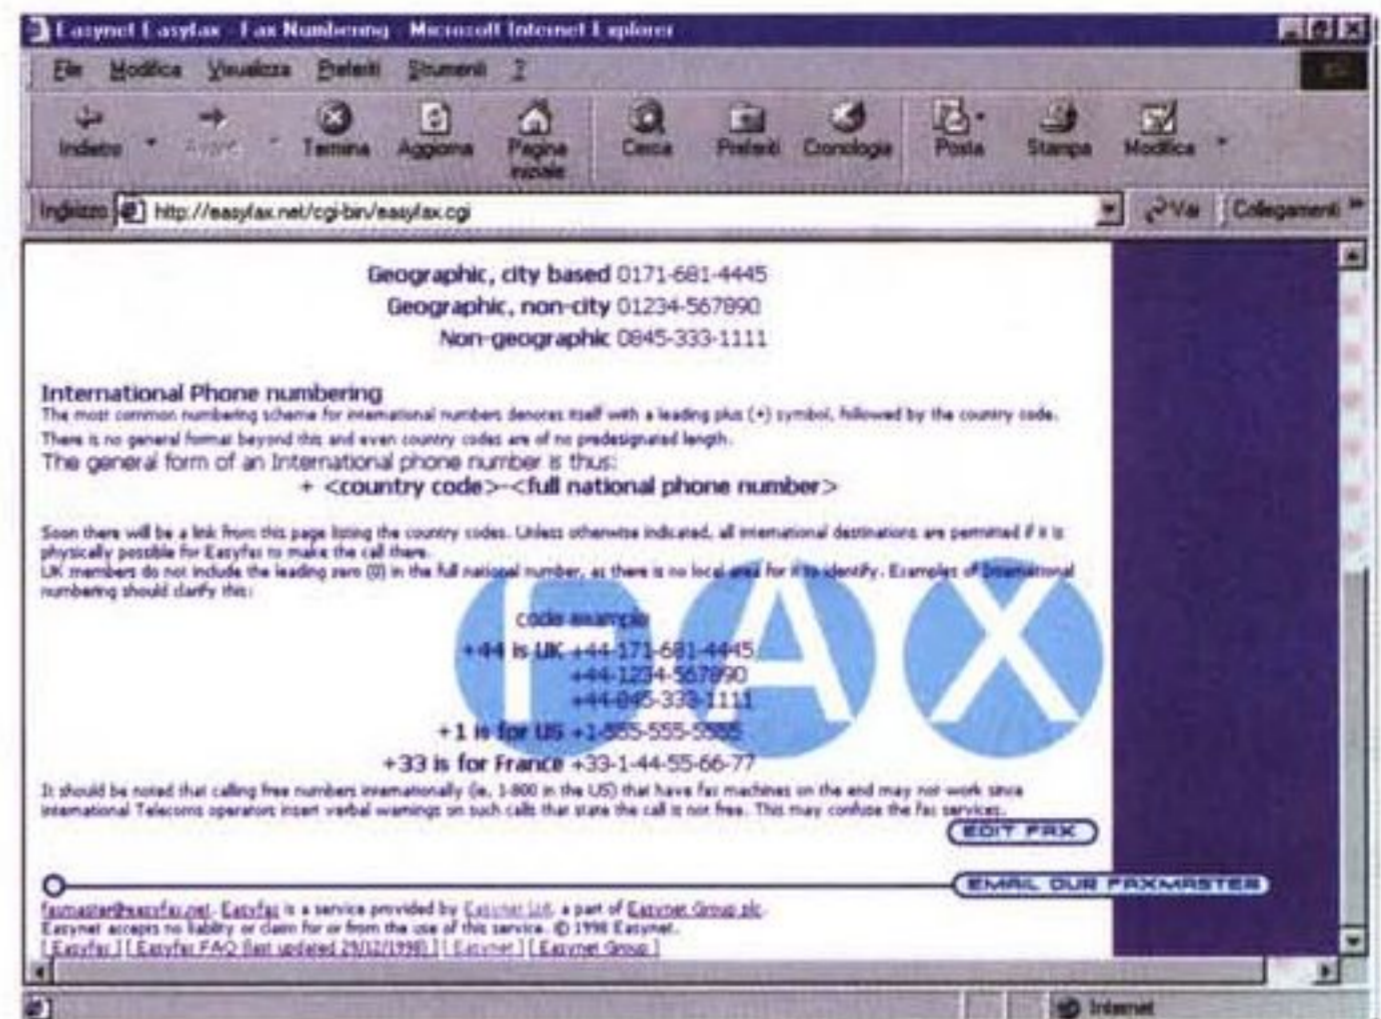 Easynet Easyfax - Fax Numbering - Microsoft Internet Explorer
File Modifica Visualizza Preferiti Strumenti ?
Indietro Avanti Termina Aggiorna Pagina iniziale Cerca Preferiti Cronologia Posta Stampa Modifica
Indirizzo http://easyfax.net/cgi-bin/easyfax.cgi Vai Collegamenti »
Geographic, city based 0171-681-4445
Geographic, non-city 01234-567890
Non-geographic 0845-333-1111
International Phone numbering
The most common numbering scheme for international numbers denotes itself with a leading plus (+) symbol, followed by the country code.
There is no general format beyond this and even country codes are of no predesignated length.
The general form of an International phone number is thus:
+ <country code>-<full national phone number>
Soon there will be a link from this page listing the country codes. Unless otherwise indicated, all international destinations are permitted if it is
physically possible for Easyfax to make the call there.
UK members do not include the leading zero (0) in the full national number, as there is no local area for it to identify. Examples of International
numbering should clarify this:
FAX
code example
+44 is UK +44-171-681-4445
+44-1234-567890
+44-845-333-1111
+1 is for US +1-555-555-5555
+33 is for France +33-1-44-55-66-77
It should be noted that calling free numbers internationally (ie. 1-800 in the US) that have fax machines on the end may not work since
international Telecoms operators insert verbal warnings on such calls that state the call is not free. This may confuse the fax services.
EDIT FAX
EMAIL OUR FAXMASTER
faxmaster@easyfax.net. Easyfax is a service provided by Easynet Ltd, a part of Easynet Group plc.
Easynet accepts no liability or claim for or from the use of this service. © 1998 Easynet.
[ Easyfax ] [ Easyfax FAQ (last updated 29/12/1998) ] [ Easynet ] [ Easynet Group ]
Internet